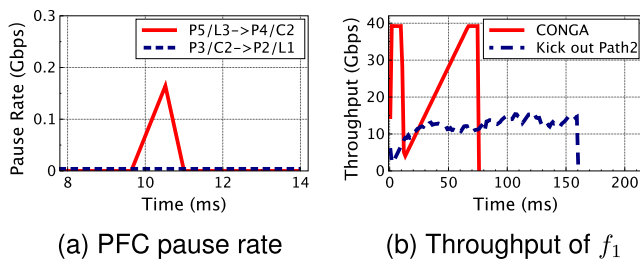 P5/L3->P4/C2
P3/C2->P2/L1
Pause Rate (Gbps)
0.3
0.2
0.1
0
8
10
12
14
Time (ms)
(a) PFC pause rate
CONGA
Kick out Path2
Throughput (Gbps)
40
30
20
10
0
0
50
100
150
200
Time (ms)
(b) Throughput of f₁